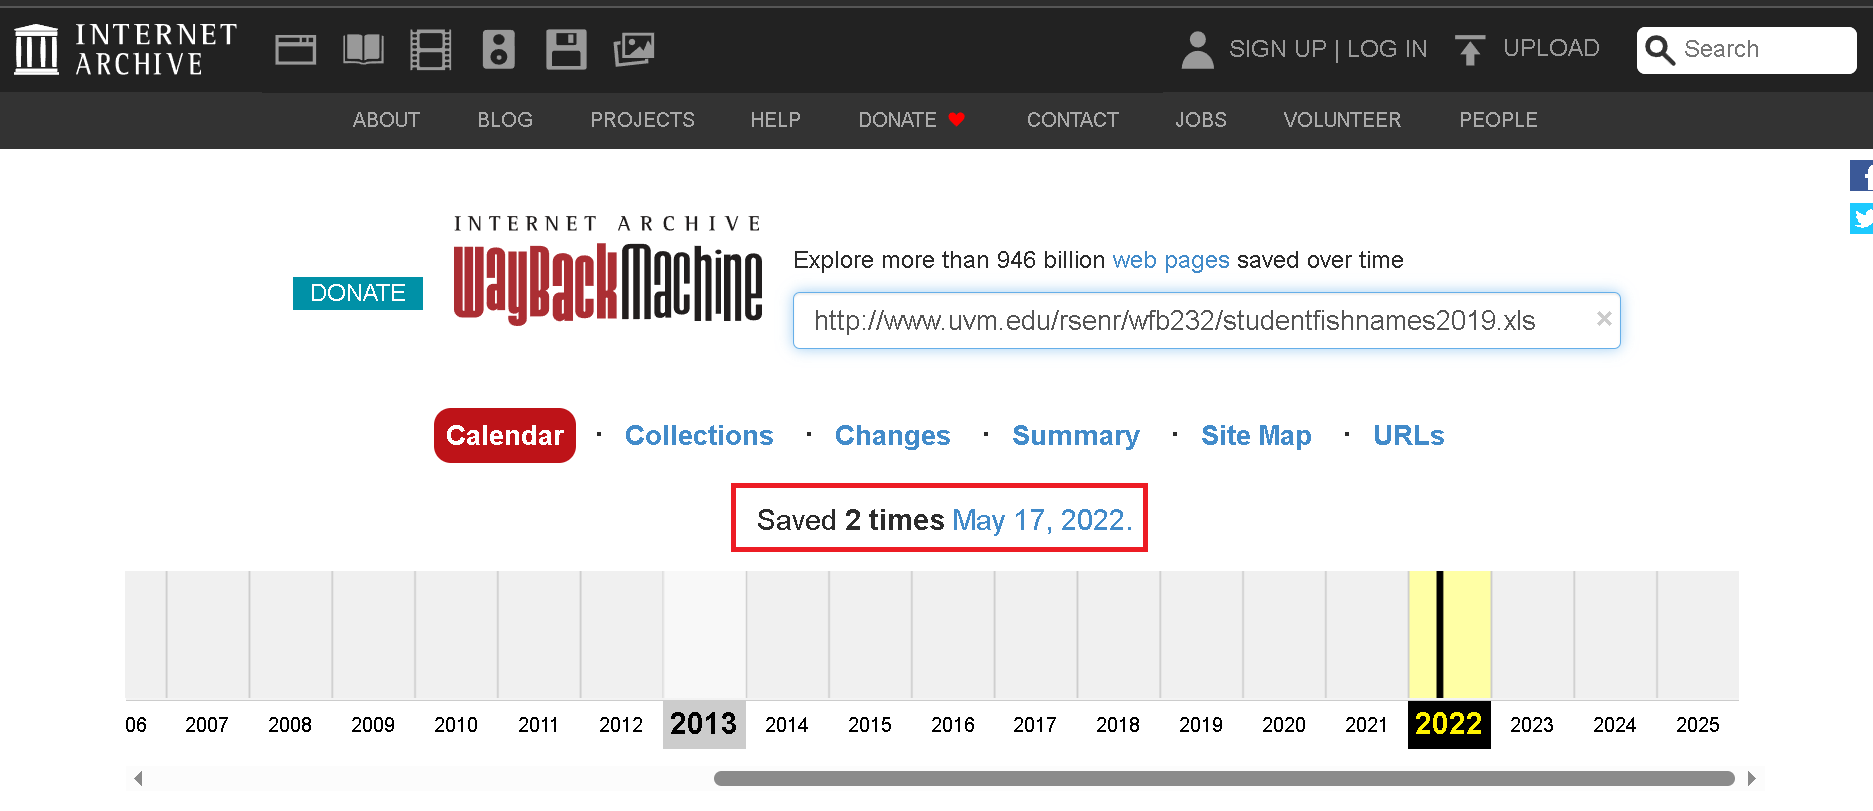 INTERNET
ARCHIVE
SIGN UP | LOG IN
UPLOAD
Search
ABOUT
BLOG
PROJECTS
HELP
DONATE
CONTACT
JOBS
VOLUNTEER
PEOPLE
DONATE
INTERNET ARCHIVE
WayBackMachine
Explore more than 946 billion web pages saved over time
http://www.uvm.edu/rsenr/wfb232/studentfishnames2019.xls
×
Calendar · Collections · Changes · Summary · Site Map · URLs
Saved 2 times May 17, 2022.
06 2007 2008 2009 2010 2011 2012 2013 2014 2015 2016 2017 2018 2019 2020 2021 2022 2023 2024 2025